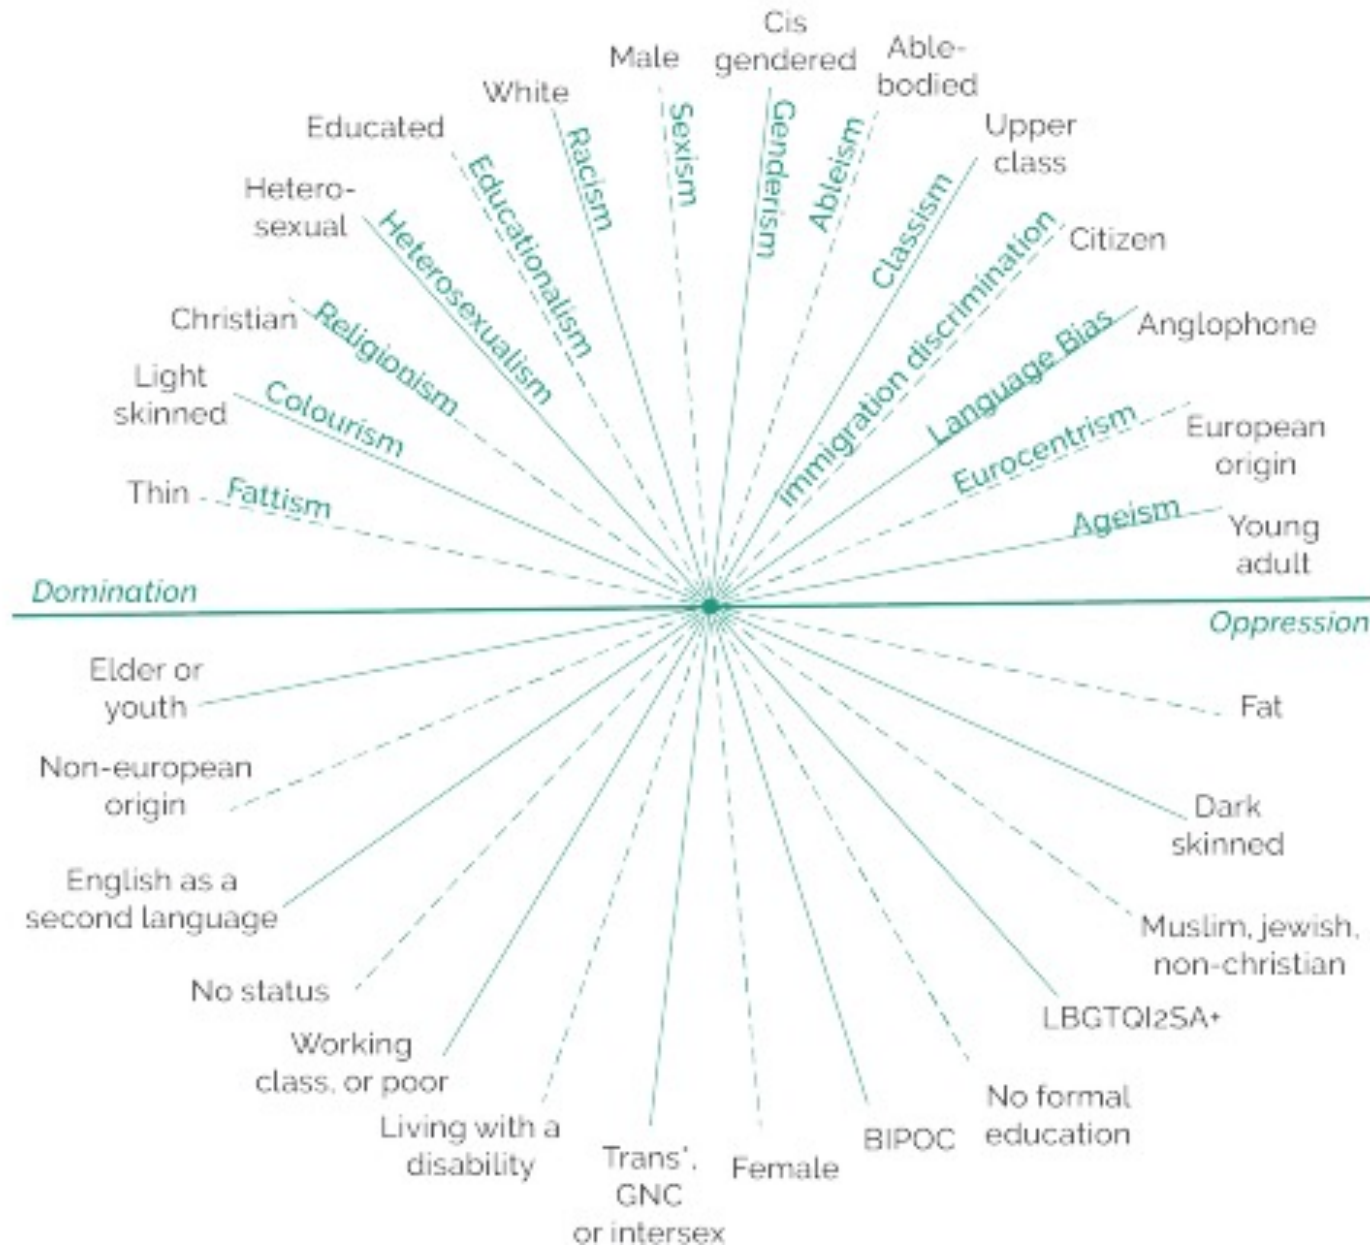 Cis
gendered
Male
Able-
bodied
White
Upper
class
Educated
Hetero-
sexual
Citizen
Christian
Anglophone
Light
skinned
European
origin
Thin
Young
adult
Sexism
Genderism
Racism
Ableism
Educationalism
Classism
Heterosexualism
Immigration discrimination
Religionism
Language Bias
Colourism
Eurocentrism
Fattism
Ageism
Domination
Oppression
Elder or
youth
Fat
Non-european
origin
Dark
skinned
English as a
second language
Muslim, jewish,
non-christian
No status
LBGTQI2SA+
Working
class, or poor
No formal
education
Living with a
disability
BIPOC
Trans*,
GNC
or intersex
Female